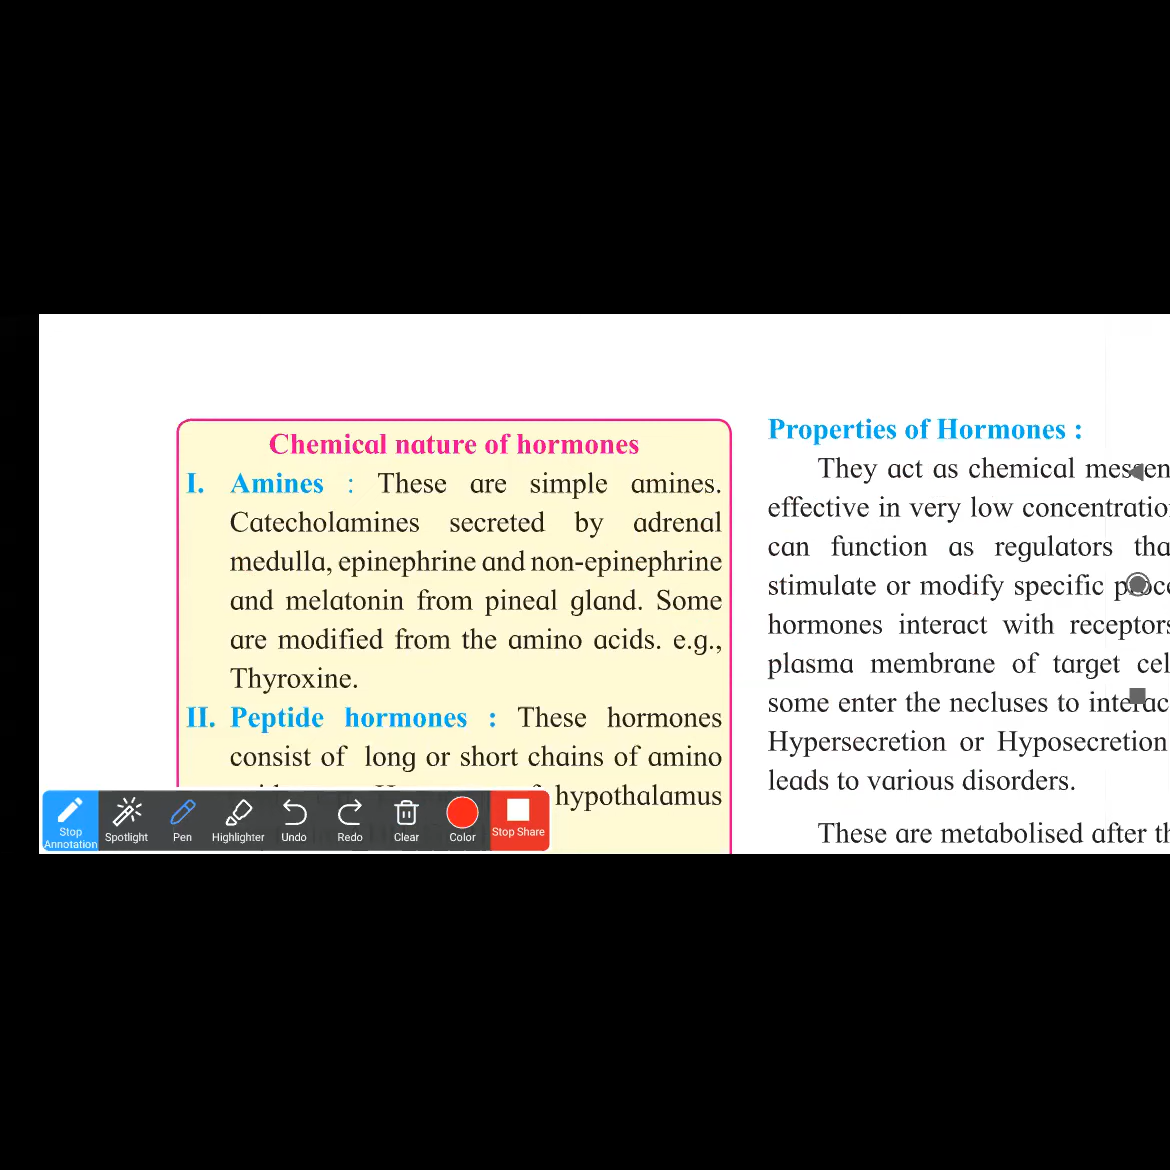 Chemical nature of hormones
I. Amines : These are simple amines.
Catecholamines secreted by adrenal
medulla, epinephrine and non-epinephrine
and melatonin from pineal gland. Some
are modified from the amino acids. e.g.,
Thyroxine.
II. Peptide hormones : These hormones
consist of long or short chains of amino
hypothalamus
Properties of Hormones :
They act as chemical
effective in very low
can function as regulators
stimulate or modify specific
hormones interact with
plasma membrane of target
some enter the necluses to
Hypersecretion or Hyposecretion
leads to various disorders.
These are metabolised after
Stop Annotation
Spotlight
Pen
Highlighter
Undo
Redo
Clear
Color
Stop Share